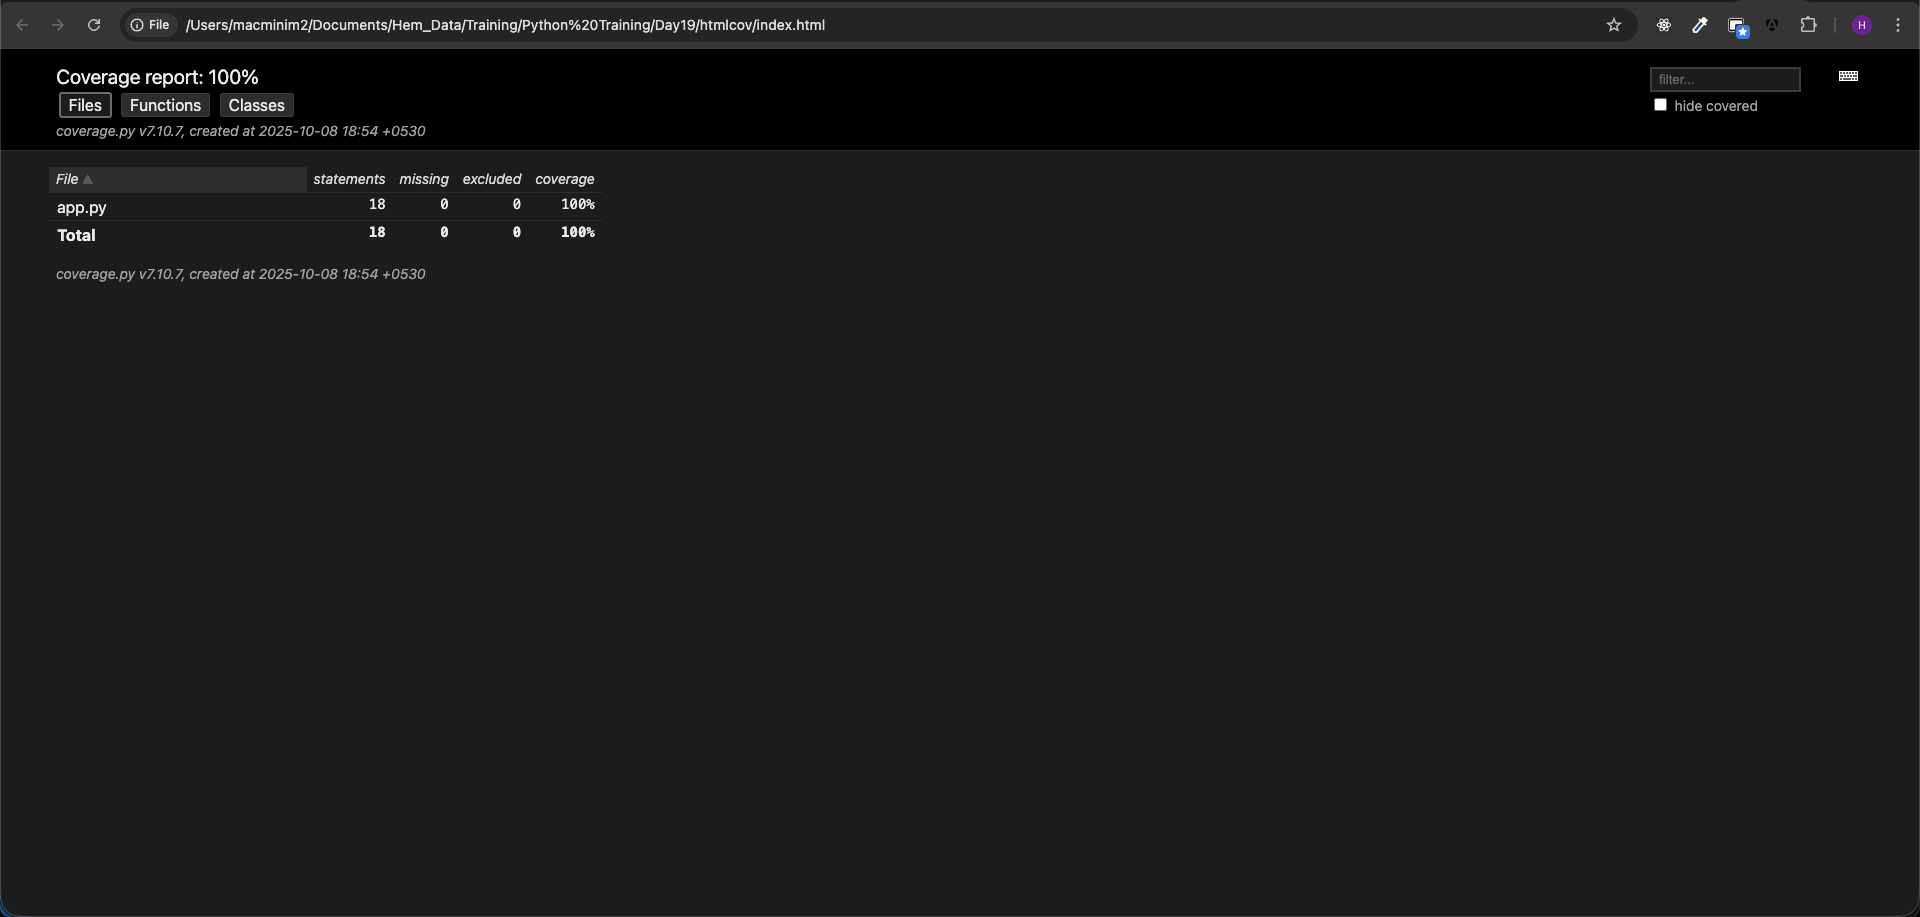 File /Users/macminim2/Documents/Hem_Data/Training/Python%20Training/Day19/htmlcov/index.html H
Coverage report: 100%
filter...
Files Functions Classes
hide covered
coverage.py v7.10.7, created at 2025-10-08 18:54 +0530
File statements missing excluded coverage
app.py 18 0 0 100%
Total 18 0 0 100%
coverage.py v7.10.7, created at 2025-10-08 18:54 +0530